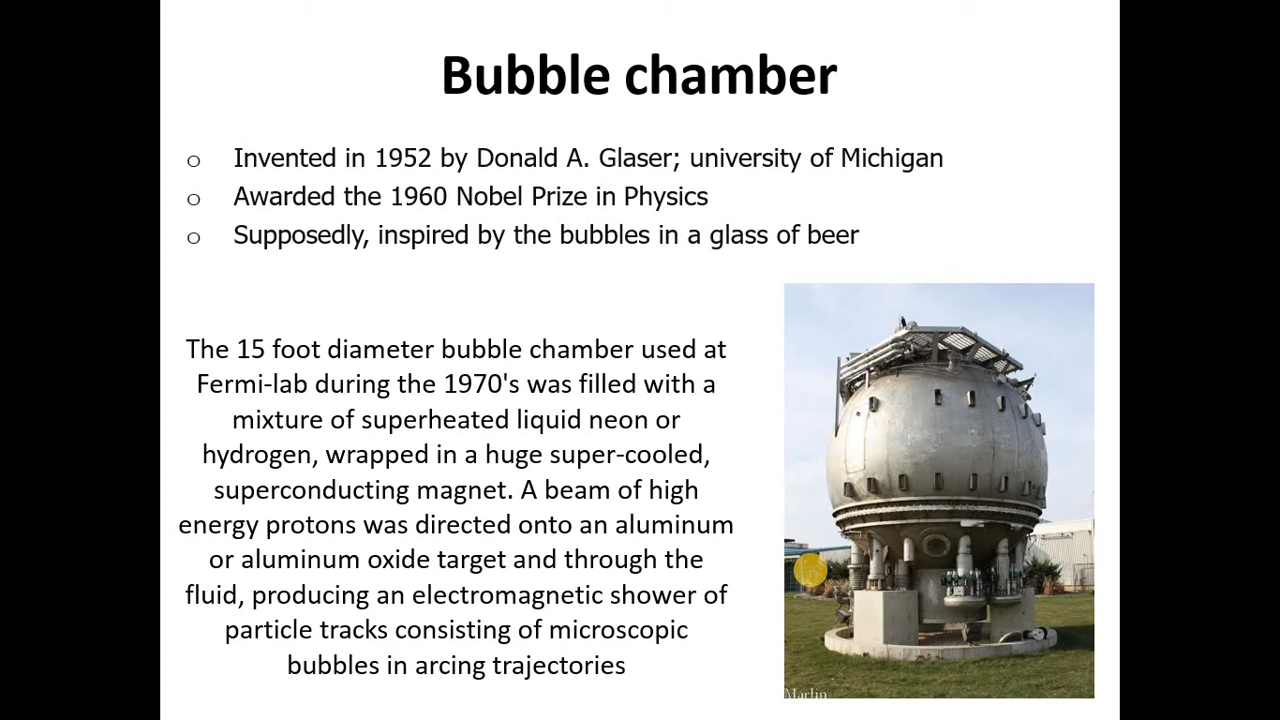 Bubble chamber
o Invented in 1952 by Donald A. Glaser; university of Michigan
o Awarded the 1960 Nobel Prize in Physics
o Supposedly, inspired by the bubbles in a glass of beer
The 15 foot diameter bubble chamber used at
Fermi-lab during the 1970's was filled with a
mixture of superheated liquid neon or
hydrogen, wrapped in a huge super-cooled,
superconducting magnet. A beam of high
energy protons was directed onto an aluminum
or aluminum oxide target and through the
fluid, producing an electromagnetic shower of
particle tracks consisting of microscopic
bubbles in arcing trajectories
Martin